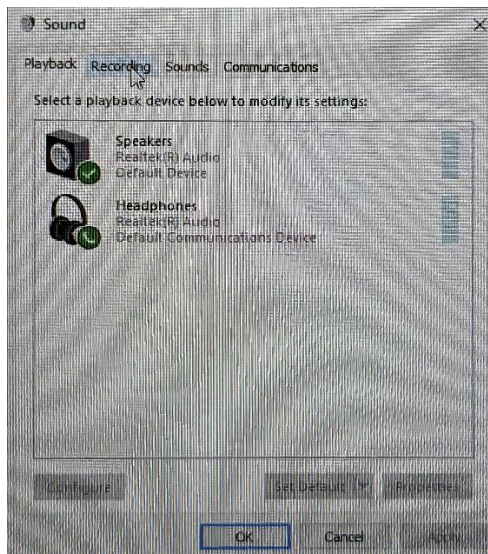 Sound
Playback Recording Sounds Communications
Select a playback device below to modify its settings:
Speakers
Realtek(R) Audio
Default Device
Headphones
Realtek(R) Audio
Default Communications Device
Configure Set Default Properties
OK Cancel Apply